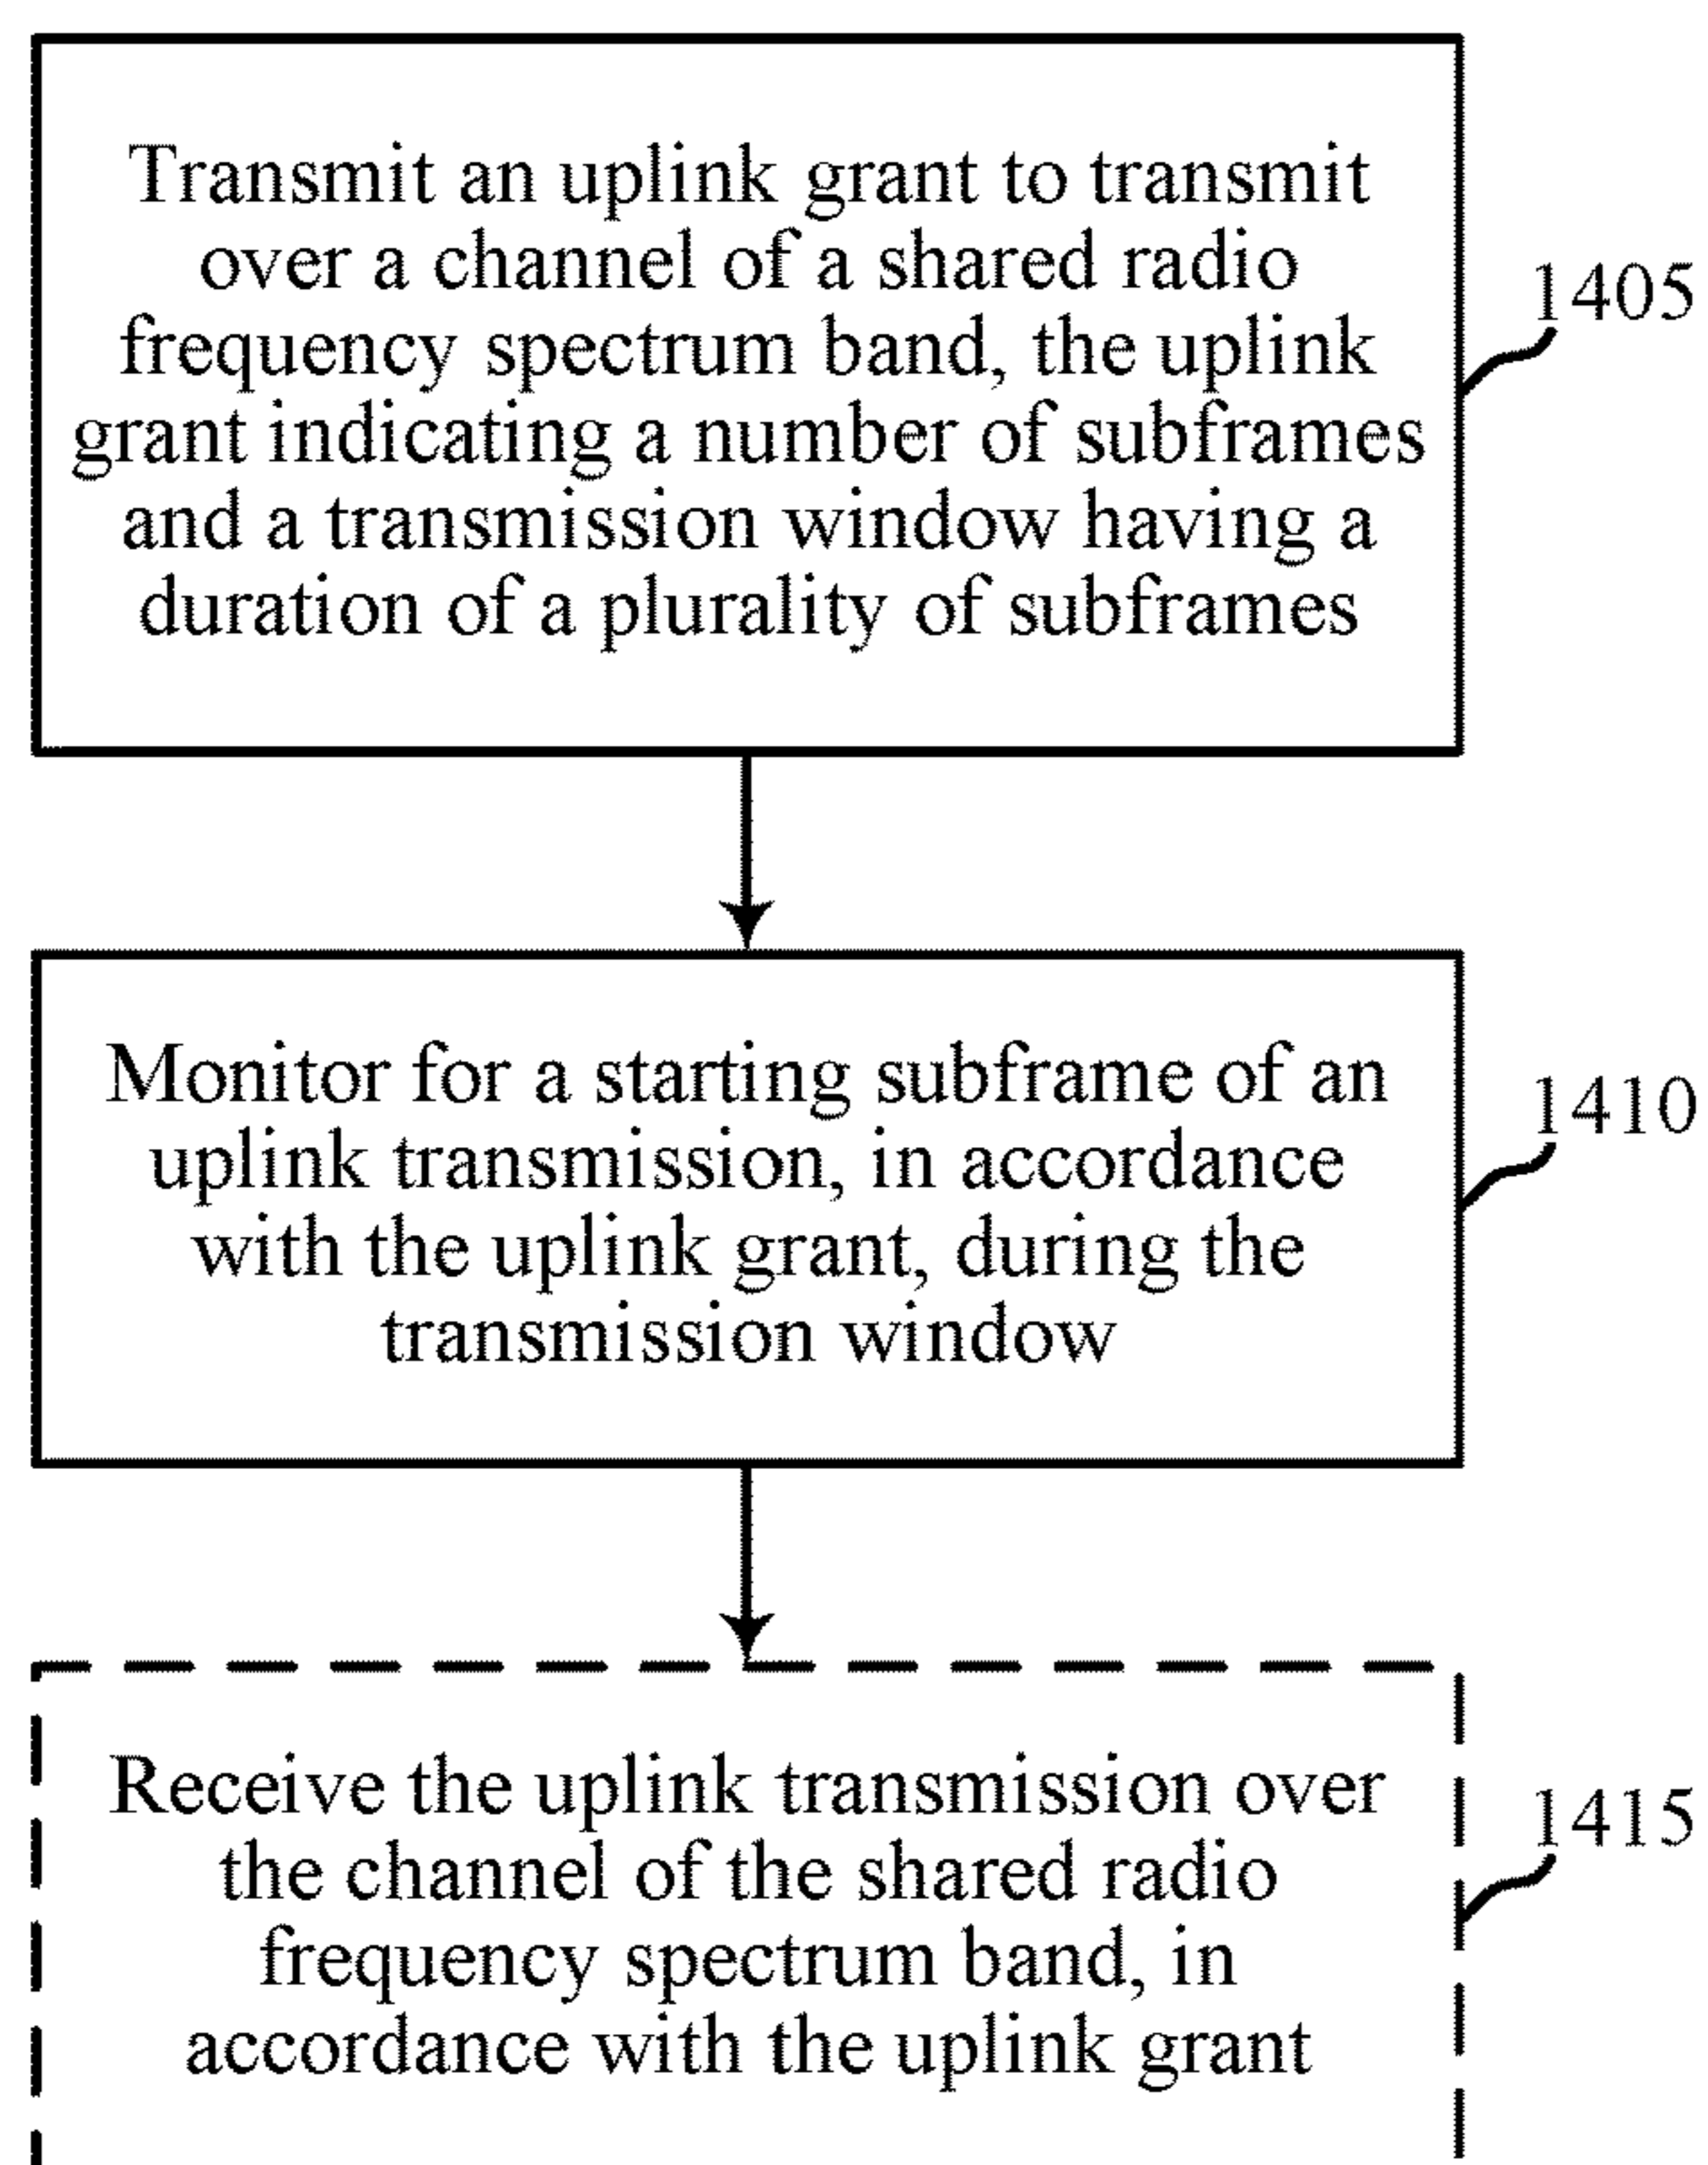 Transmit an uplink grant to transmit
over a channel of a shared radio
frequency spectrum band, the uplink
grant indicating a number of subframes
and a transmission window having a
duration of a plurality of subframes
1405
Monitor for a starting subframe of an
uplink transmission, in accordance
with the uplink grant, during the
transmission window
1410
Receive the uplink transmission over
the channel of the shared radio
frequency spectrum band, in
accordance with the uplink grant
1415